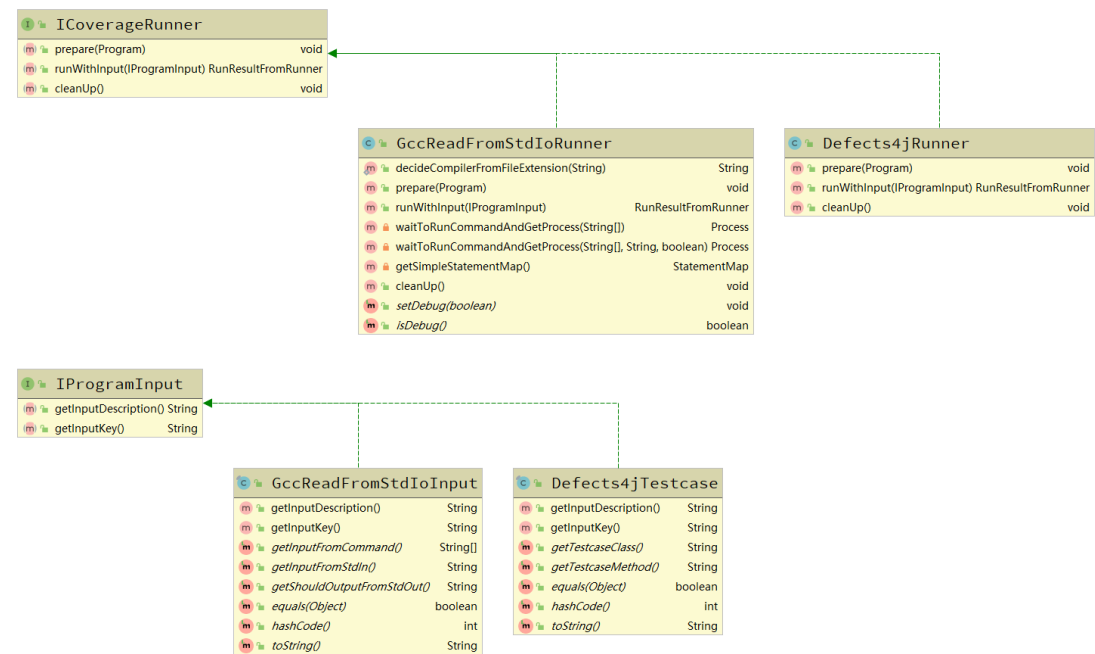 ICoverageRunner
prepare(Program) void
runWithInput(IProgramInput) RunResultFromRunner
cleanUp() void
GccReadFromStdIoRunner
decideCompilerFromFileExtension(String) String
prepare(Program) void
runWithInput(IProgramInput) RunResultFromRunner
waitToRunCommandAndGetProcess(String[]) Process
waitToRunCommandAndGetProcess(String[], String, boolean) Process
getSimpleStatementMap() StatementMap
cleanUp() void
setDebug(boolean) void
isDebug() boolean
Defects4jRunner
prepare(Program) void
runWithInput(IProgramInput) RunResultFromRunner
cleanUp() void
IProgramInput
getInputDescription() String
getInputKey() String
GccReadFromStdIoInput
getInputDescription() String
getInputKey() String
getInputFromCommand() String[]
getInputFromStdIn() String
getShouldOutputFromStdOut() String
equals(Object) boolean
hashCode() int
toString() String
Defects4jTestcase
getInputDescription() String
getInputKey() String
getTestcaseClass() String
getTestcaseMethod() String
equals(Object) boolean
hashCode() int
toString() String